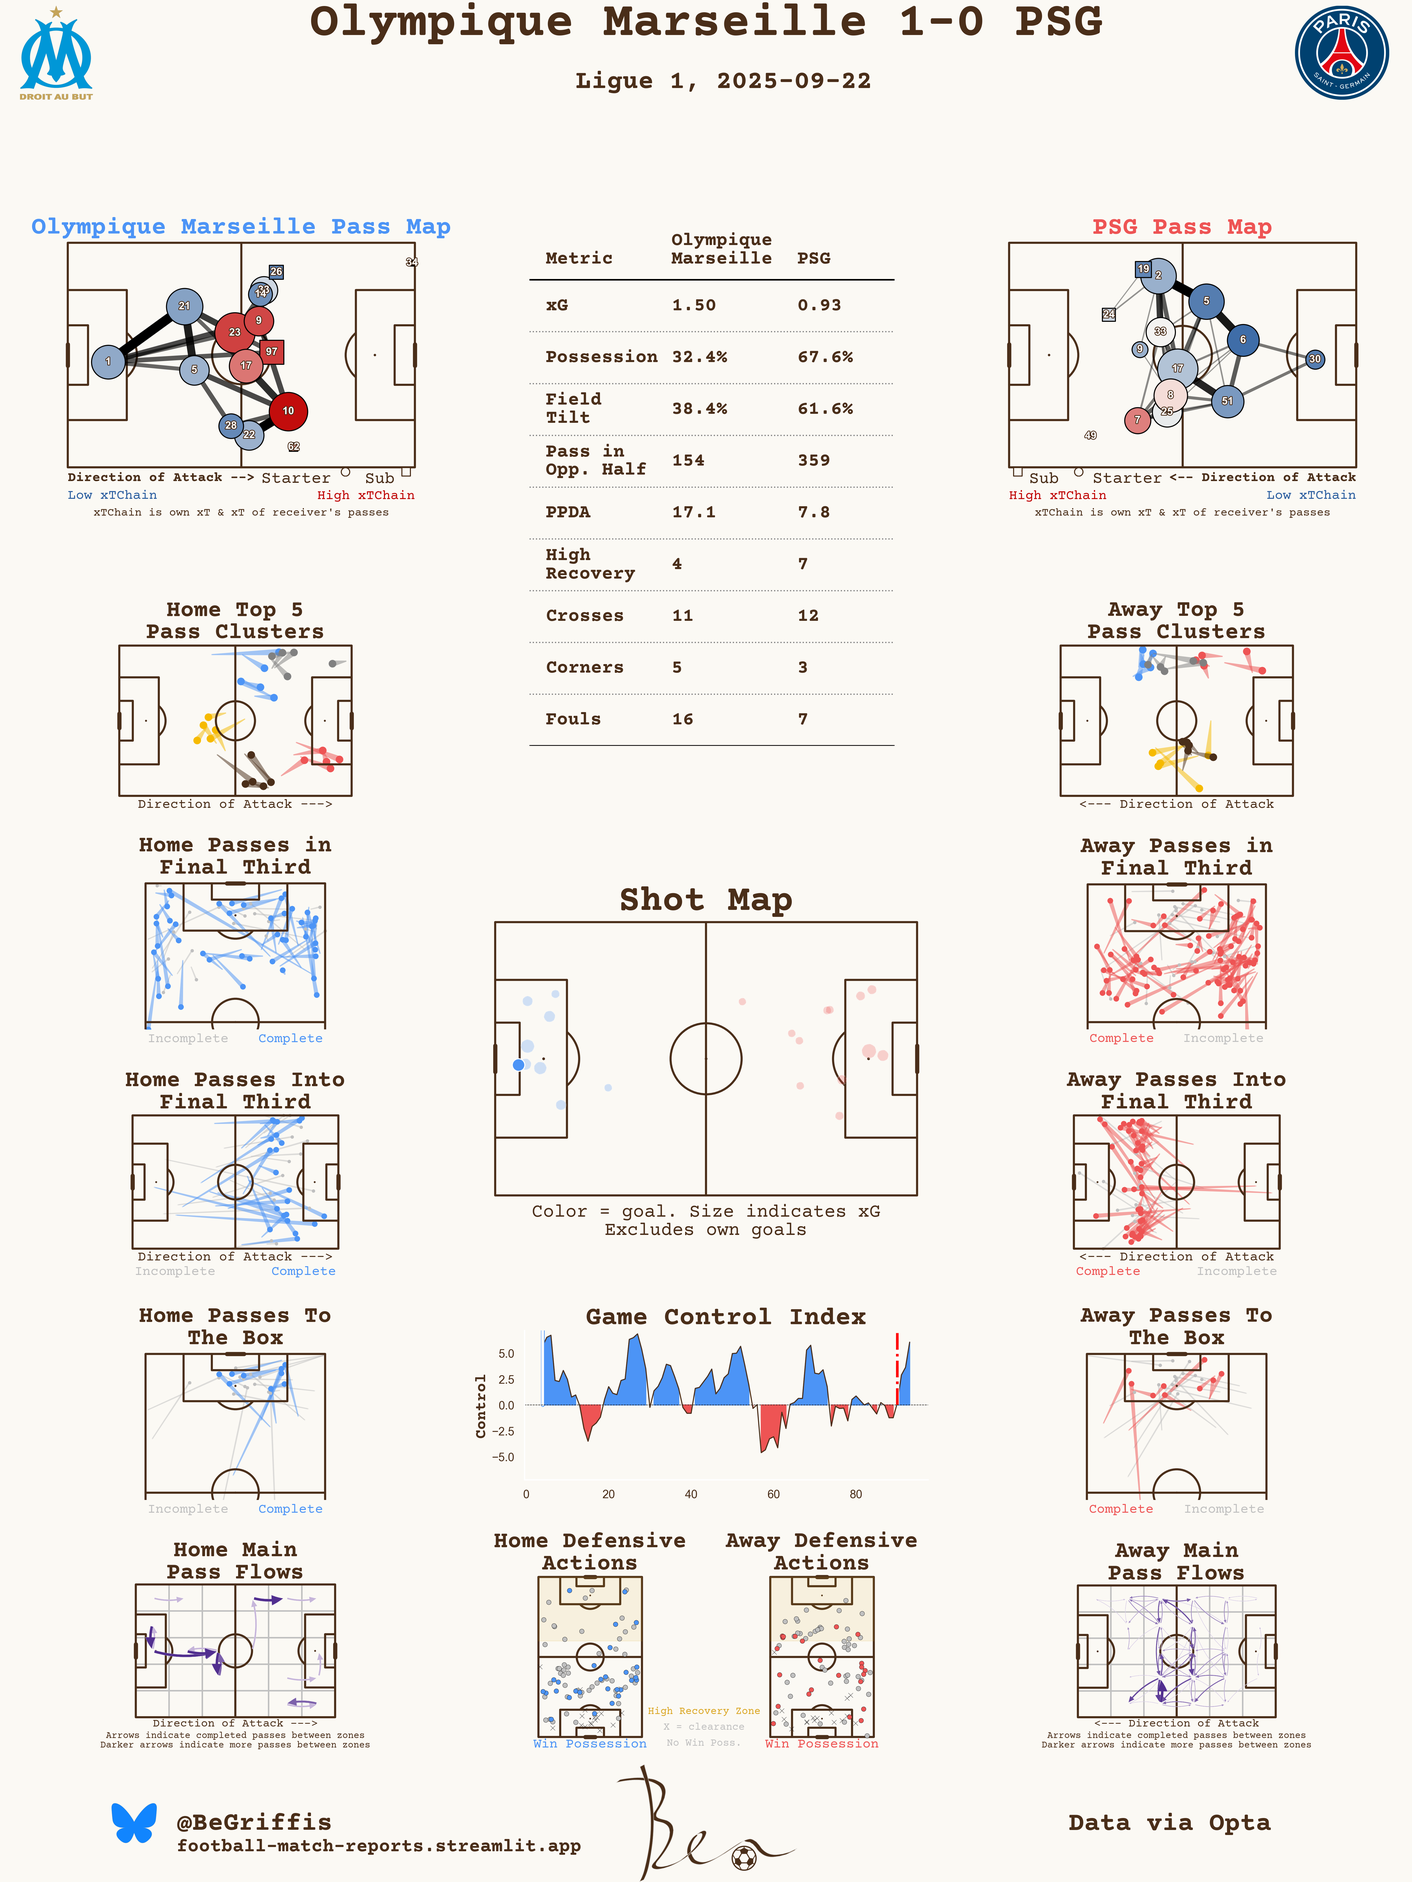 Olympique Marseille 1-0 PSG
Ligue 1, 2025-09-22
DROIT AU BUT
PARIS
SAINT-GERMAIN
Olympique Marseille Pass Map
34
26
33
14
21
9
23
97
1
17
5
10
28
22
62
Direction of Attack --> Starter Sub
Low xTChain High xTChain
xTChain is own xT & xT of receiver's passes
Metric Olympique Marseille PSG
xG 1.50 0.93
Possession 32.4% 67.6%
Field Tilt 38.4% 61.6%
Pass in Opp. Half 154 359
PPDA 17.1 7.8
High Recovery 4 7
Crosses 11 12
Corners 5 3
Fouls 16 7
PSG Pass Map
19
2
5
24
33
6
9
30
17
8
51
25
7
49
Sub Starter <-- Direction of Attack
High xTChain Low xTChain
xTChain is own xT & xT of receiver's passes
Home Top 5
Pass Clusters
Direction of Attack --->
Away Top 5
Pass Clusters
<--- Direction of Attack
Home Passes in
Final Third
Incomplete Complete
Away Passes in
Final Third
Complete Incomplete
Shot Map
Color = goal. Size indicates xG
Excludes own goals
Home Passes Into
Final Third
Direction of Attack --->
Incomplete Complete
Away Passes Into
Final Third
<--- Direction of Attack
Complete Incomplete
Home Passes To
The Box
Incomplete Complete
Game Control Index
Control
5.0
2.5
0.0
−2.5
−5.0
0 20 40 60 80
Away Passes To
The Box
Complete Incomplete
Home Main
Pass Flows
Direction of Attack --->
Arrows indicate completed passes between zones
Darker arrows indicate more passes between zones
Home Defensive
Actions
Win Possession
High Recovery Zone
X = clearance
No Win Poss.
Away Defensive
Actions
Win Possession
Away Main
Pass Flows
<--- Direction of Attack
Arrows indicate completed passes between zones
Darker arrows indicate more passes between zones
@BeGriffis
football-match-reports.streamlit.app
Ben
Data via Opta